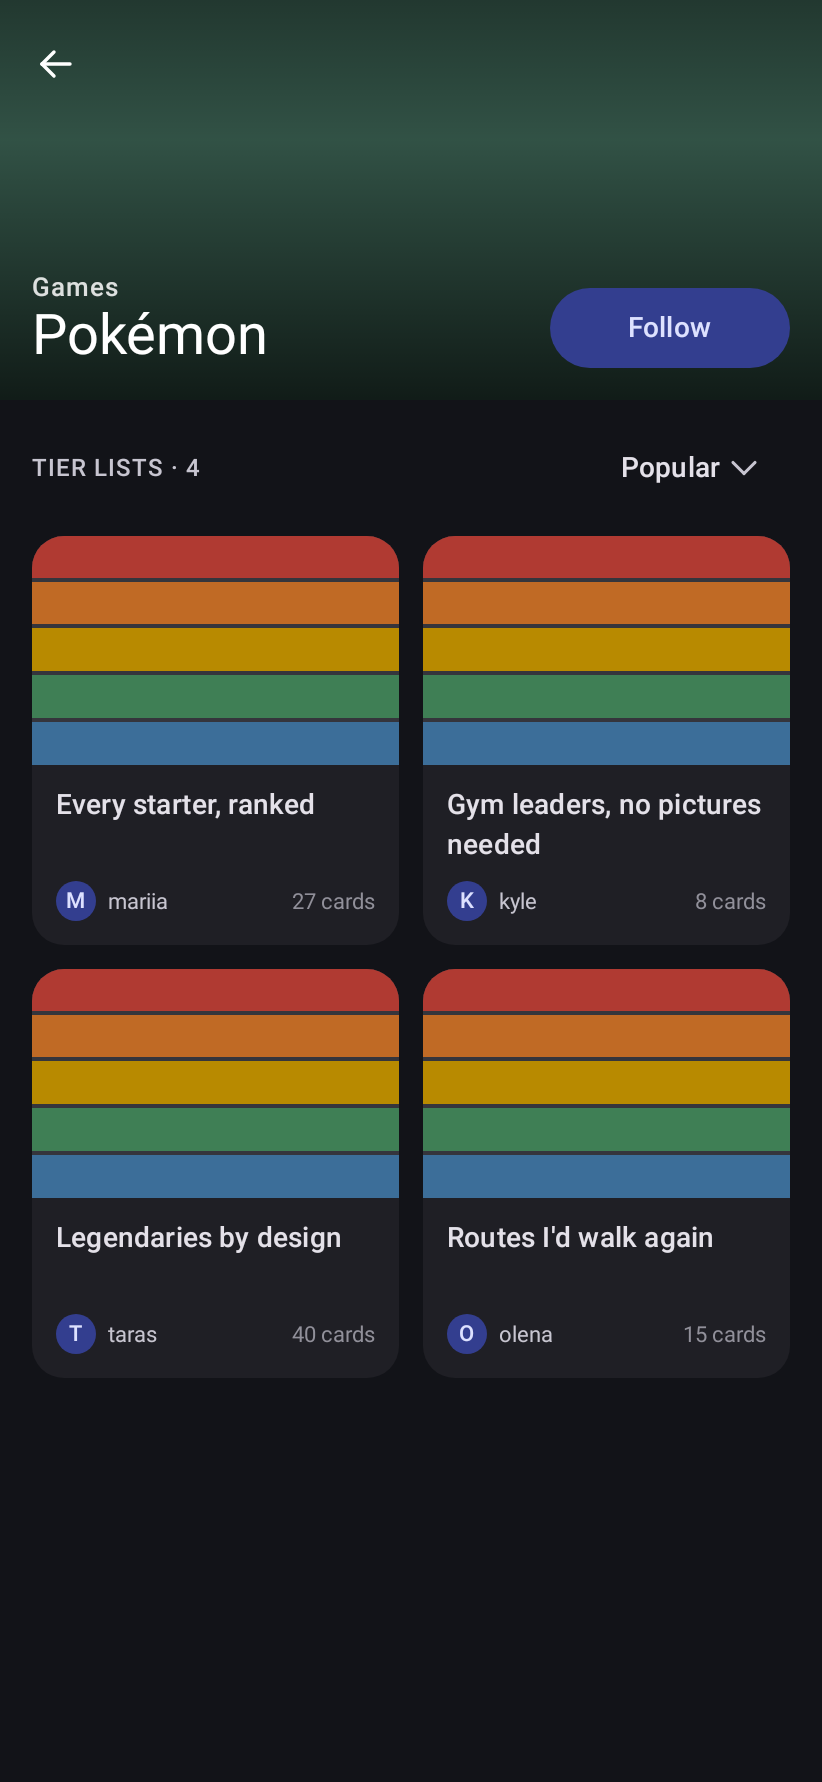 Games
Pokémon
Follow
TIER LISTS · 4
Popular
Every starter, ranked
M mariia 27 cards
Gym leaders, no pictures
needed
K kyle 8 cards
Legendaries by design
T taras 40 cards
Routes I'd walk again
O olena 15 cards